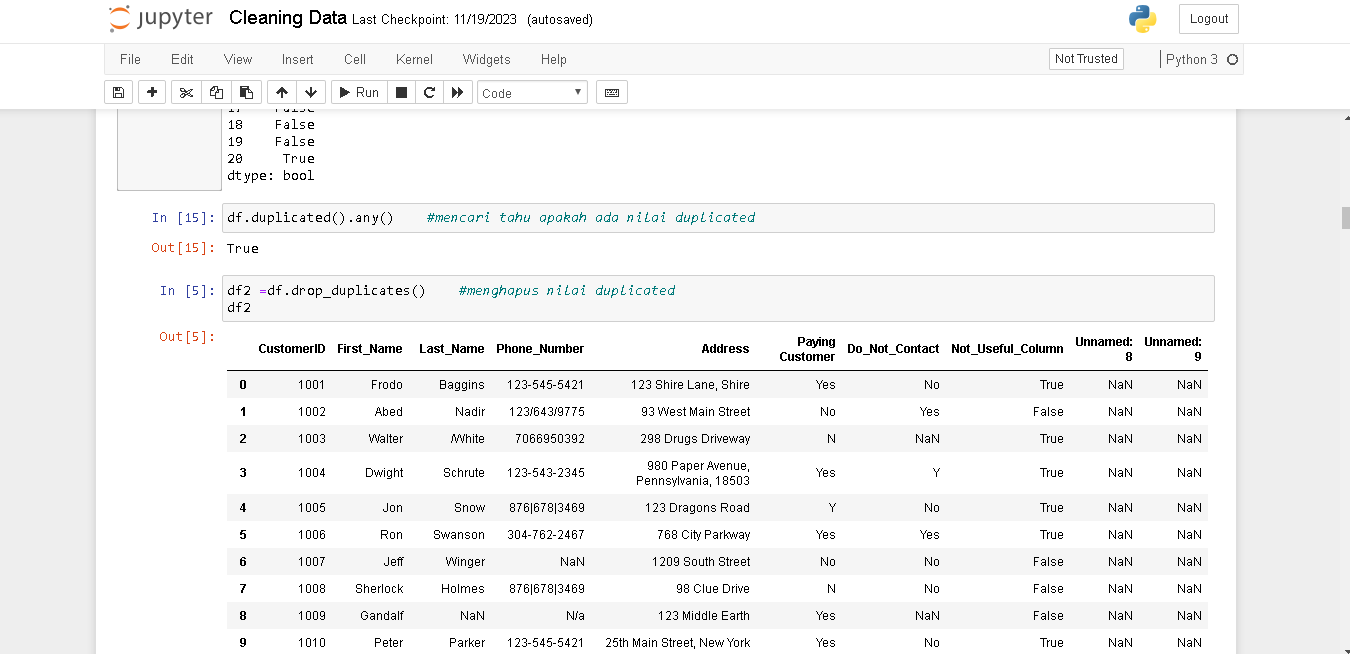 jupyter Cleaning Data Last Checkpoint: 11/19/2023 (autosaved) Logout
File Edit View Insert Cell Kernel Widgets Help Not Trusted Python 3
Run Code
17 False
18 False
19 False
20 True
dtype: bool
In [15]: df.duplicated().any() #mencari tahu apakah ada nilai duplicated
Out[15]: True
In [5]: df2 =df.drop_duplicates() #menghapus nilai duplicated
df2
Out[5]:
CustomerID First_Name Last_Name Phone_Number Address Paying Customer Do_Not_Contact Not_Useful_Column Unnamed: 8 Unnamed: 9
0 1001 Frodo Baggins 123-545-5421 123 Shire Lane, Shire Yes No True NaN NaN
1 1002 Abed Nadir 123/643/9775 93 West Main Street No Yes False NaN NaN
2 1003 Walter /White 7066950392 298 Drugs Driveway N NaN True NaN NaN
3 1004 Dwight Schrute 123-543-2345 980 Paper Avenue, Pennsylvania, 18503 Yes Y True NaN NaN
4 1005 Jon Snow 876|678|3469 123 Dragons Road Y No True NaN NaN
5 1006 Ron Swanson 304-762-2467 768 City Parkway Yes Yes True NaN NaN
6 1007 Jeff Winger NaN 1209 South Street No No False NaN NaN
7 1008 Sherlock Holmes 876|678|3469 98 Clue Drive N No False NaN NaN
8 1009 Gandalf NaN N/a 123 Middle Earth Yes NaN False NaN NaN
9 1010 Peter Parker 123-545-5421 25th Main Street, New York Yes No True NaN NaN